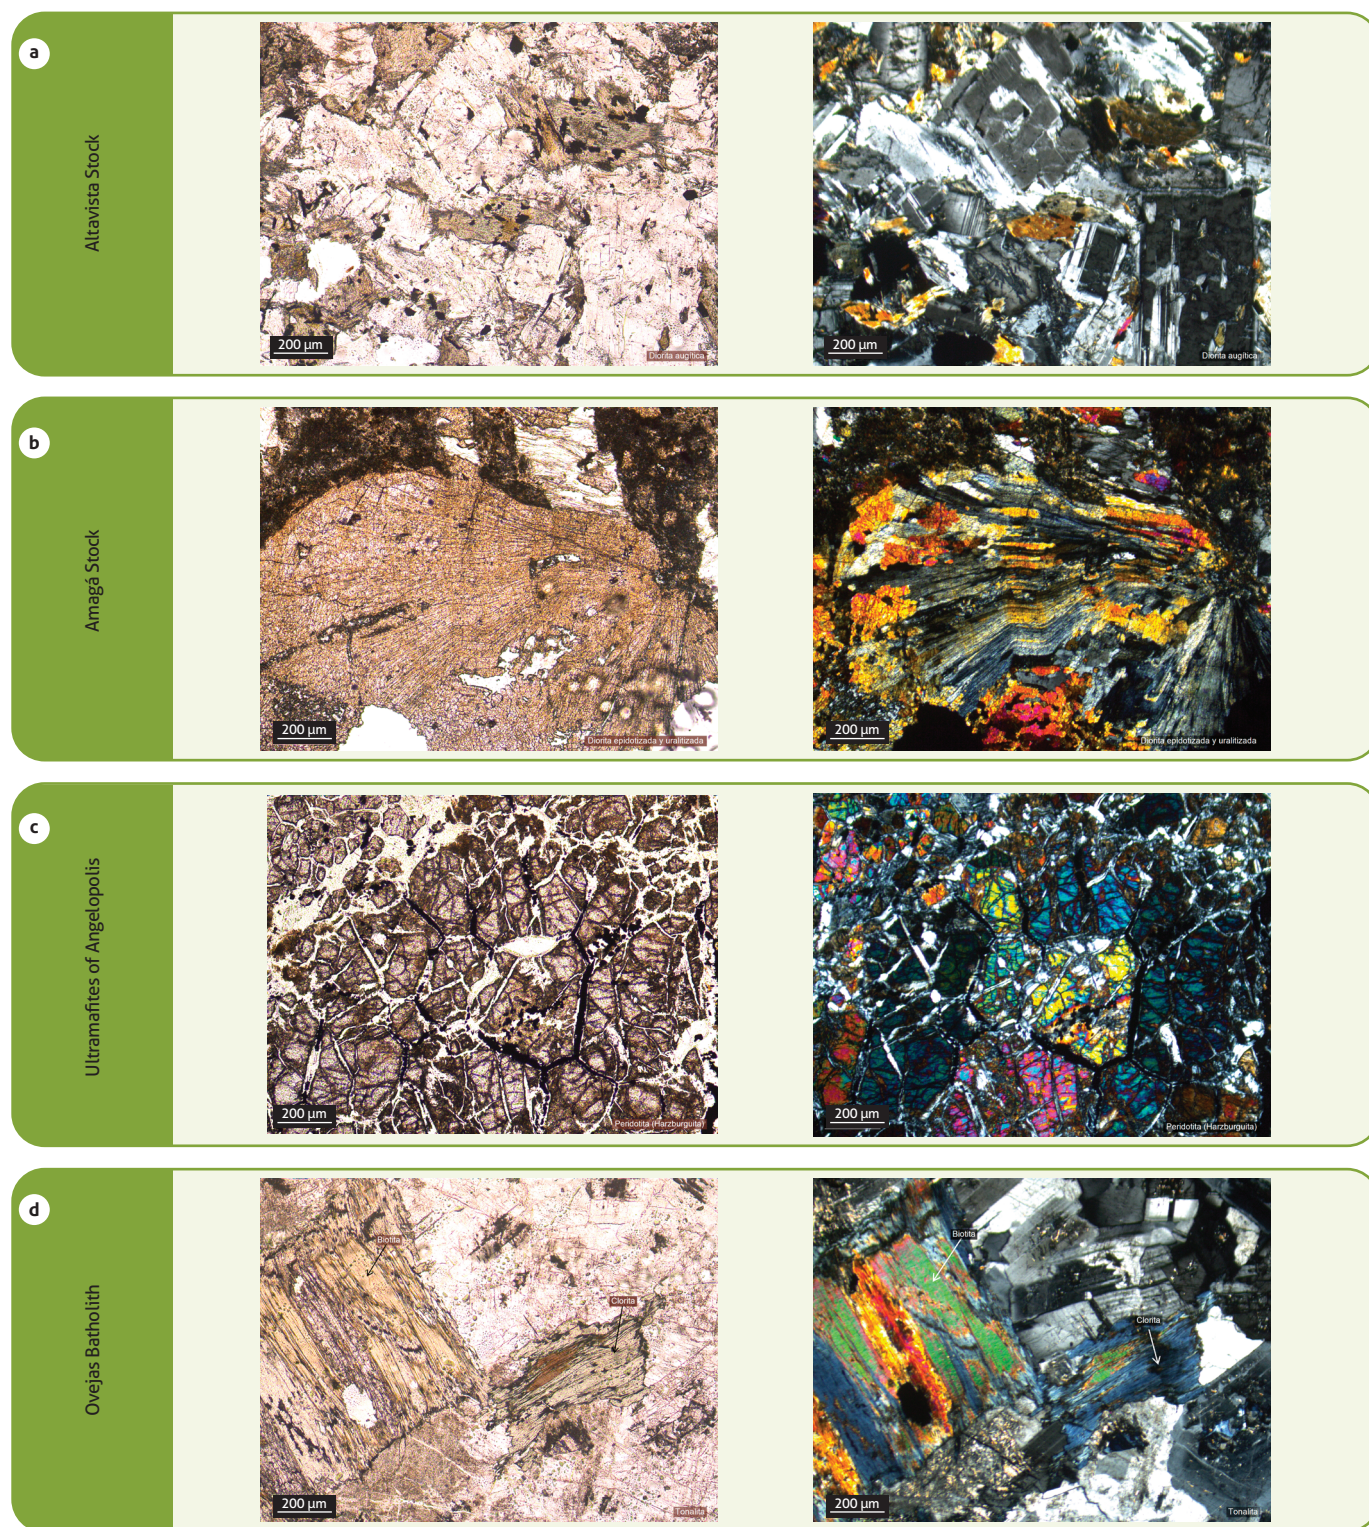 a
Altavista Stock
200 µm
Diorita augítica
200 µm
Diorita augítica
b
Amagá Stock
200 µm
Diorita epidotizada y uralitizada
200 µm
Diorita epidotizada y uralitizada
c
Ultramafites of Angelopolis
200 µm
Peridotita (Harzburguita)
200 µm
Peridotita (Harzburguita)
d
Ovejas Batholith
Biotita
Clorita
200 µm
Tonalita
Biotita
Clorita
200 µm
Tonalita